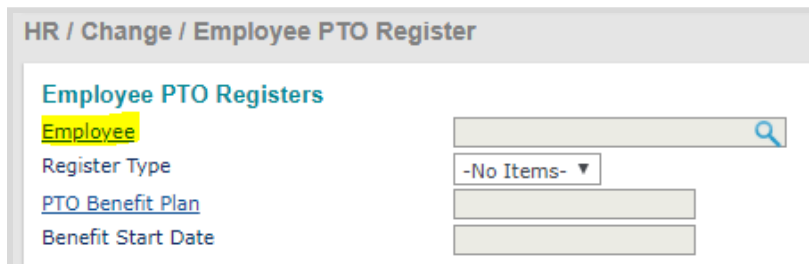 HR / Change / Employee PTO Register
Employee PTO Registers
Employee
Register Type -No Items- ▼
PTO Benefit Plan
Benefit Start Date